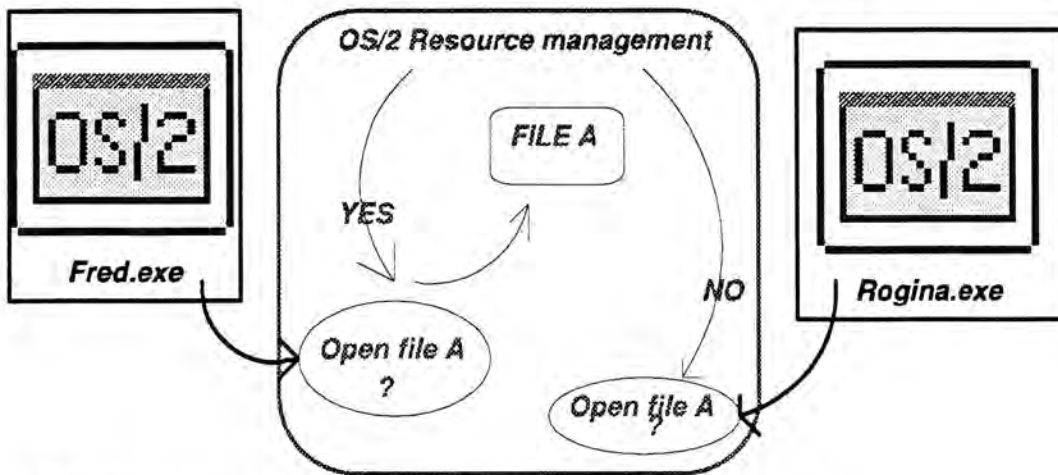 OS/2 Resource management
OS/2
Fred.exe
FILE A
YES
Open file A
?
NO
Open file A
?
OS/2
Rogina.exe